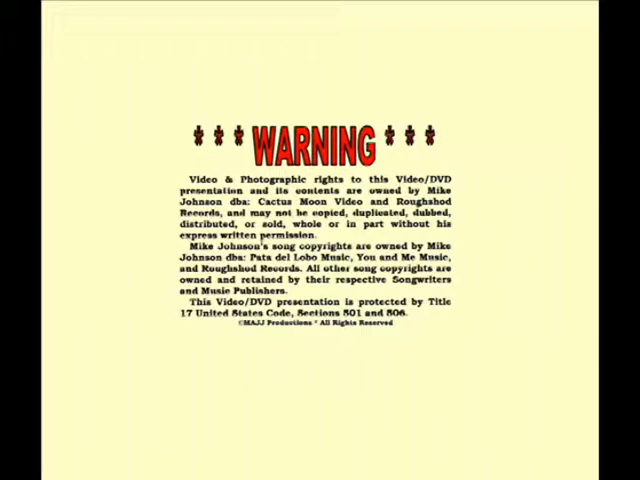 * * * WARNING * * *
Video & Photographic rights to this Video/DVD
presentation and its contents are owned by Mike
Johnson dba: Cactus Moon Video and Roughshod
Records, and may not be copied, duplicated, dubbed,
distributed, or sold, whole or in part without his
express written permission.
Mike Johnson's song copyrights are owned by Mike
Johnson dba: Pata del Lobo Music, You and Me Music,
and Roughshod Records. All other song copyrights are
owned and retained by their respective Songwriters
and Music Publishers.
This Video/DVD presentation is protected by Title
17 United States Code, Sections 501 and 506.
©MAJJ Productions * All Rights Reserved